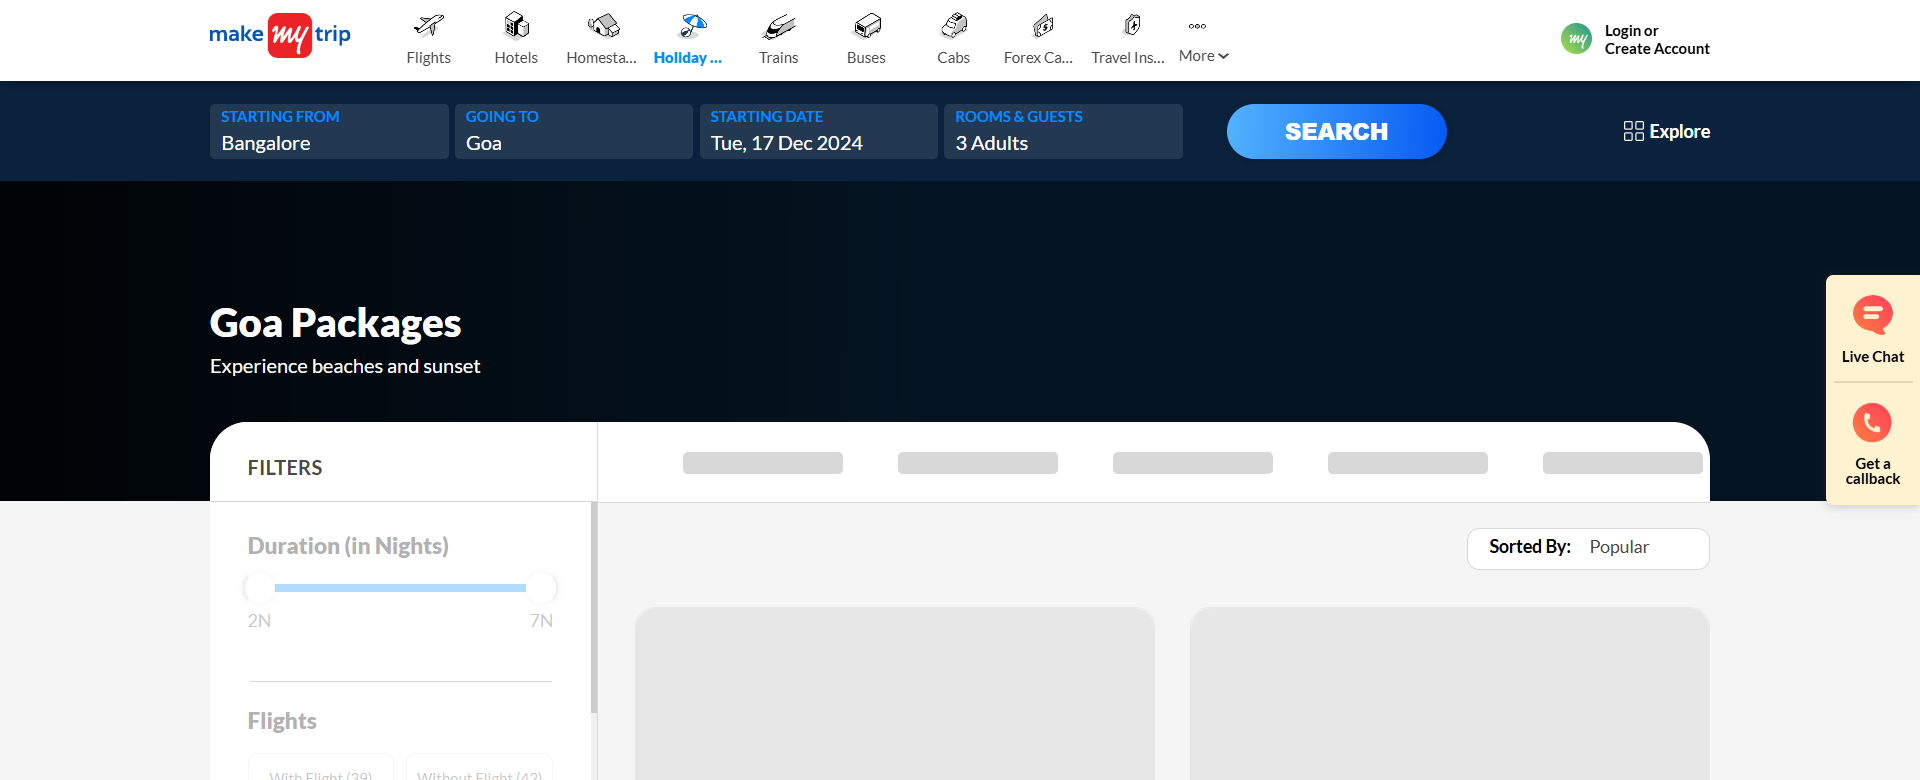 make my trip
Flights
Hotels
Homesta...
Holiday ...
Trains
Buses
Cabs
Forex Ca...
Travel Ins...
More
my
Login or
Create Account
STARTING FROM
Bangalore
GOING TO
Goa
STARTING DATE
Tue, 17 Dec 2024
ROOMS & GUESTS
3 Adults
SEARCH
Explore
Goa Packages
Experience beaches and sunset
Live Chat
Get a
callback
FILTERS
Duration (in Nights)
2N
7N
Sorted By: Popular
Flights
With Flight (39)
Without Flight (42)